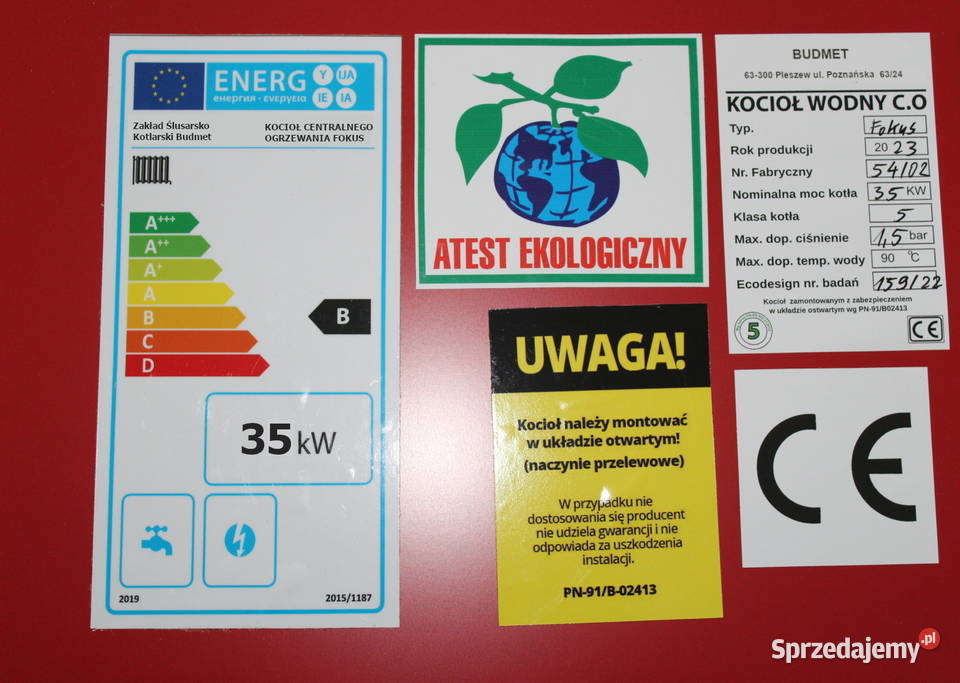 ENERG
енергия · ενεργεια
Y
IJA
IE
IA
Zakład Ślusarsko
Kotlarski Budmet
KOCIOŁ CENTRALNEGO
OGRZEWANIA FOKUS
A+++
A++
A+
A
B
C
D
B
35 kW
2019
2015/1187
ATEST EKOLOGICZNY
UWAGA!
Kocioł należy montować
w układzie otwartym!
(naczynie przelewowe)
W przypadku nie
dostosowania się producent
nie udziela gwarancji i nie
odpowiada za uszkodzenia
instalacji.
PN-91/B-02413
BUDMET
63-300 Pleszew ul. Poznańska 63/24
KOCIOŁ WODNY C.O
Typ. Fokus
Rok produkcji 2023
Nr. Fabryczny 54/02
Nominalna moc kotła 35 KW
Klasa kotła 5
Max. dop. ciśnienie 1,5 bar
Max. dop. temp. wody 90 °C
Ecodesign nr. badań 159/22
Kocioł zamontowanym z zabezpieczeniem
w układzie ostwartym wg PN-91/B02413
5
CE
CE
Sprzedajemy.pl